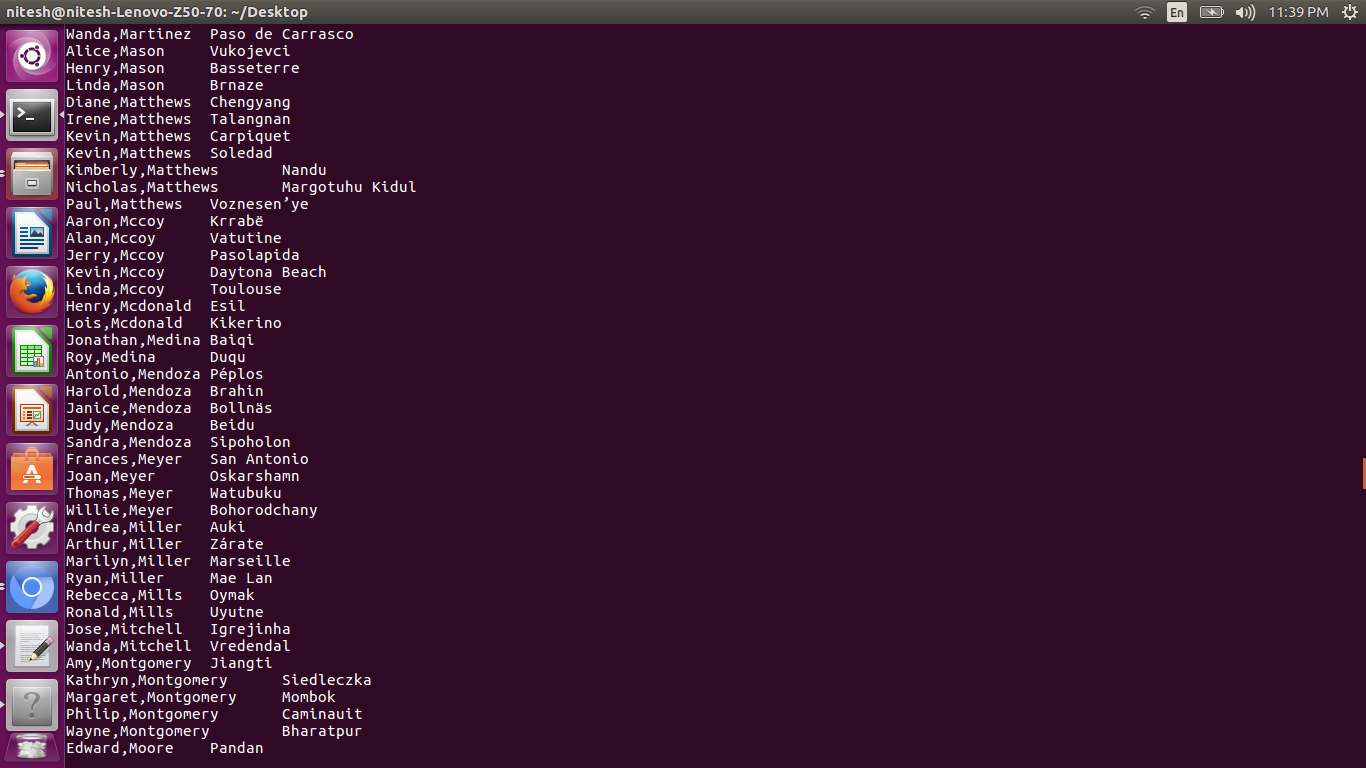 nitesh@nitesh-Lenovo-Z50-70: ~/Desktop En 11:39 PM
Wanda,Martinez Paso de Carrasco
Alice,Mason Vukojevci
Henry,Mason Basseterre
Linda,Mason Brnaze
Diane,Matthews Chengyang
Irene,Matthews Talangnan
Kevin,Matthews Carpiquet
Kevin,Matthews Soledad
Kimberly,Matthews Nandu
Nicholas,Matthews Margotuhu Kidul
Paul,Matthews Voznesen’ye
Aaron,Mccoy Krrabë
Alan,Mccoy Vatutine
Jerry,Mccoy Pasolapida
Kevin,Mccoy Daytona Beach
Linda,Mccoy Toulouse
Henry,Mcdonald Esil
Lois,Mcdonald Kikerino
Jonathan,Medina Baiqi
Roy,Medina Duqu
Antonio,Mendoza Péplos
Harold,Mendoza Brahin
Janice,Mendoza Bollnäs
Judy,Mendoza Beidu
Sandra,Mendoza Sipoholon
Frances,Meyer San Antonio
Joan,Meyer Oskarshamn
Thomas,Meyer Watubuku
Willie,Meyer Bohorodchany
Andrea,Miller Auki
Arthur,Miller Zárate
Marilyn,Miller Marseille
Ryan,Miller Mae Lan
Rebecca,Mills Oymak
Ronald,Mills Uyutne
Jose,Mitchell Igrejinha
Wanda,Mitchell Vredendal
Amy,Montgomery Jiangti
Kathryn,Montgomery Siedleczka
Margaret,Montgomery Mombok
Philip,Montgomery Caminauit
Wayne,Montgomery Bharatpur
Edward,Moore Pandan